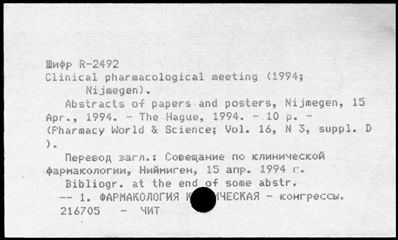 Шифр R-2492
Clinical pharmacological meeting (1994;
Nijmegen).
Abstracts of papers and posters, Nijmegen, 15
Apr., 1994. - The Hague, 1994. - 10 p. -
(Pharmacy World & Science; Vol. 16, N 3, suppl. D
).
Перевод загл.: Совещание по клинической
фармакологии, Ниймиген, 15 апр. 1994 г.
Bibliogr. at the end of some abstr.
-- 1. ФАРМАКОЛОГИЯ К ИЧЕСКАЯ - конгрессы.
216705 - ЧИТ